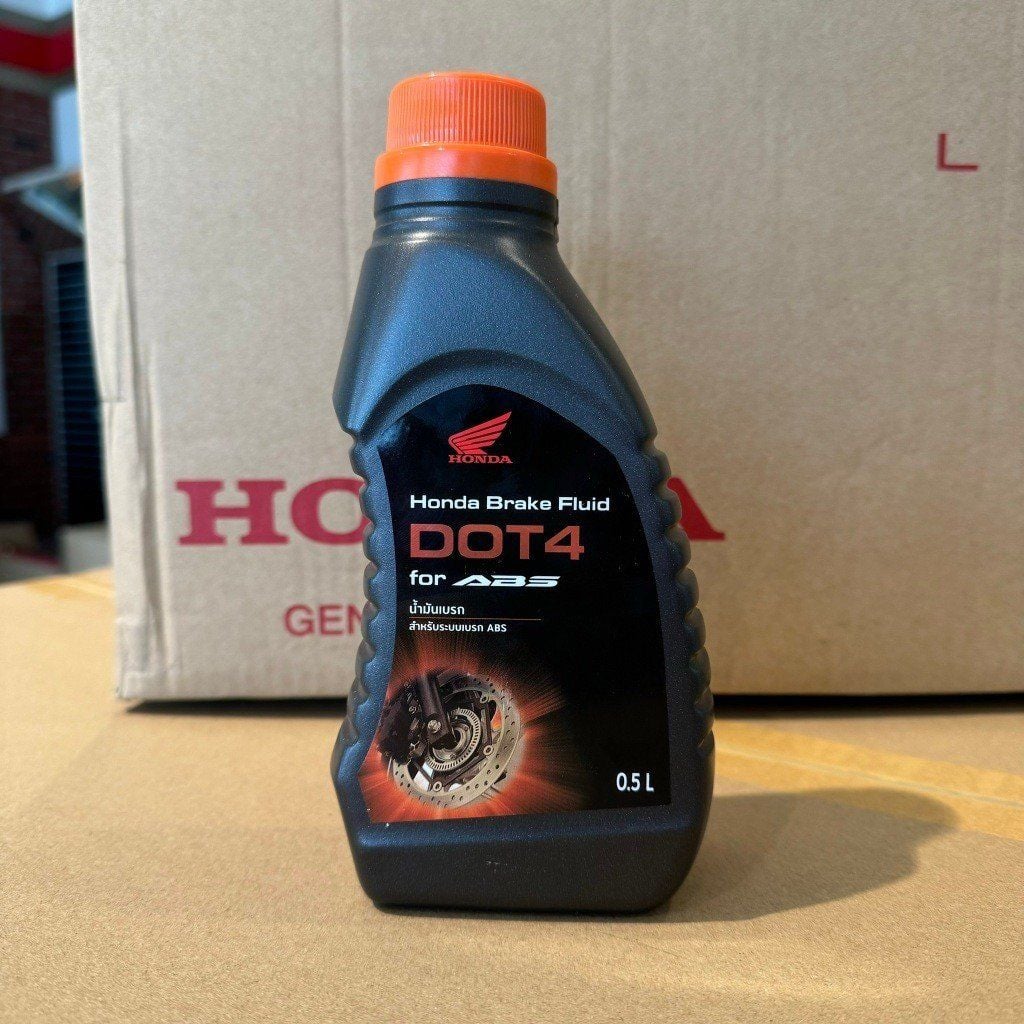 L
HONDA
Honda Brake Fluid
DOT4
for ABS
น้ำมันเบรก
สำหรับระบบเบรก ABS
0.5 L
HO A
GEN